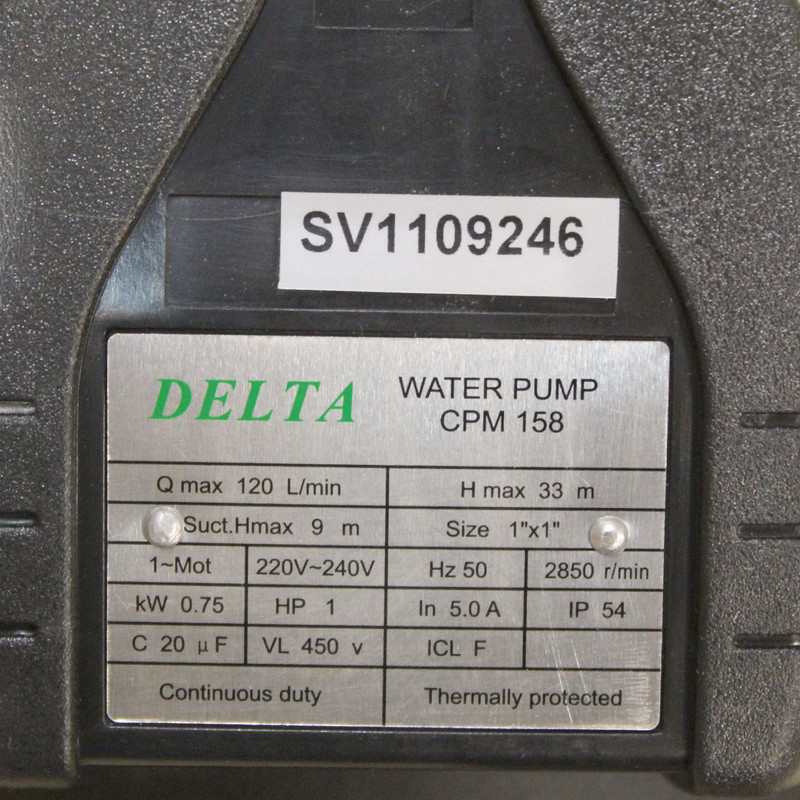 SV1109246
DELTA
WATER PUMP
CPM 158
Q max 120 L/min
H max 33 m
Suct.Hmax 9 m
Size 1"x1"
1~Mot
220V~240V
Hz 50
2850 r/min
kW 0.75
HP 1
In 5.0 A
IP 54
C 20 μF
VL 450 v
ICL F
Continuous duty
Thermally protected